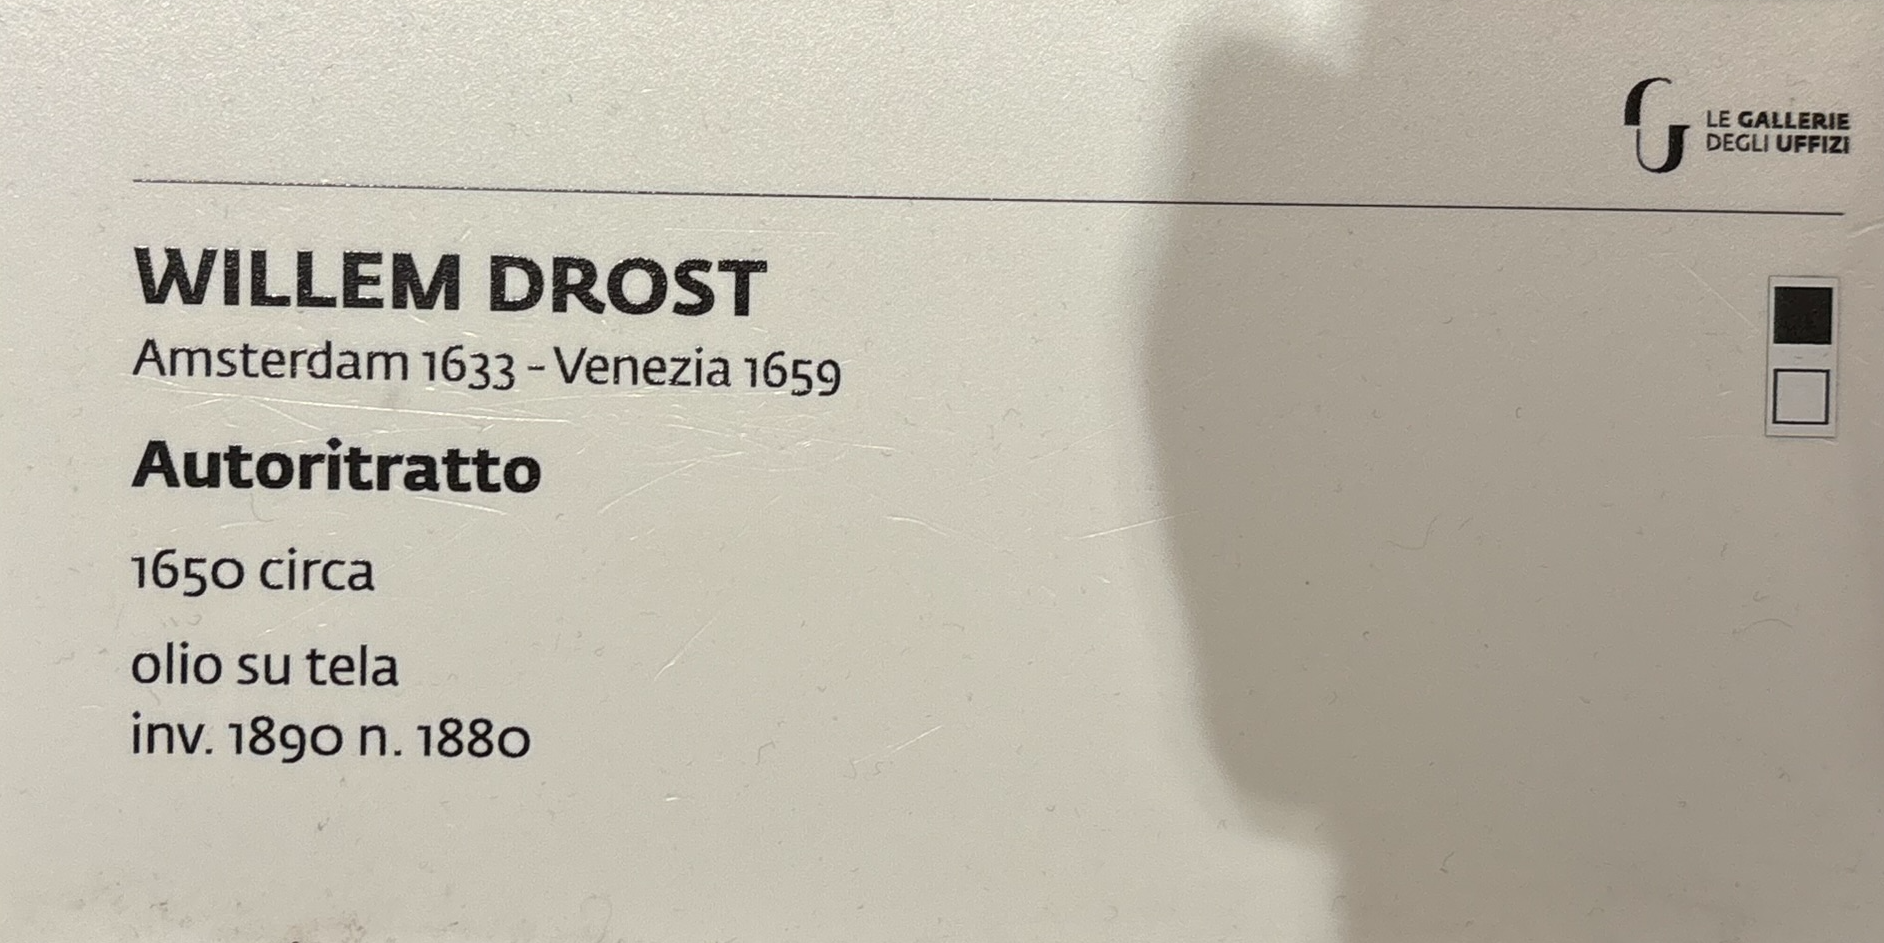 LE GALLERIE
DEGLI UFFIZI
WILLEM DROST
Amsterdam 1633 - Venezia 1659
Autoritratto
1650 circa
olio su tela
inv. 1890 n. 1880